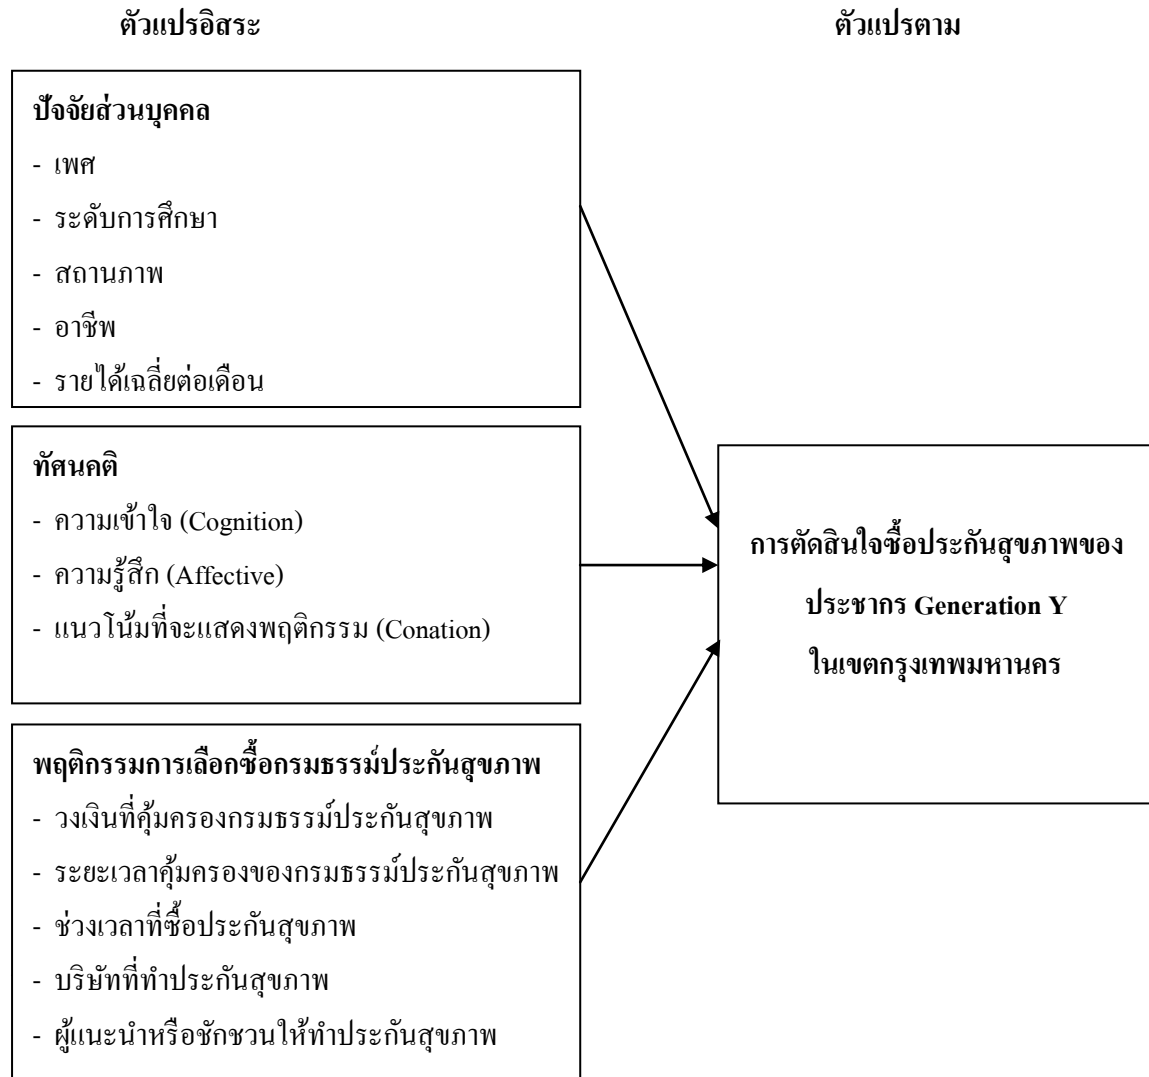 ตัวแปรอิสระ
ตัวแปรตาม
ปัจจัยส่วนบุคคล
- เพศ
- ระดับการศึกษา
- สถานภาพ
- อาชีพ
- รายได้เฉลี่ยต่อเดือน
ทัศนคติ
- ความเข้าใจ (Cognition)
- ความรู้สึก (Affective)
- แนวโน้มที่จะแสดงพฤติกรรม (Conation)
พฤติกรรมการเลือกซื้อกรมธรรม์ประกันสุขภาพ
- วงเงินที่คุ้มครองกรมธรรม์ประกันสุขภาพ
- ระยะเวลาคุ้มครองของกรมธรรม์ประกันสุขภาพ
- ช่วงเวลาที่ซื้อประกันสุขภาพ
- บริษัทที่ทำประกันสุขภาพ
- ผู้แนะนำหรือชักชวนให้ทำประกันสุขภาพ
การตัดสินใจซื้อประกันสุขภาพของ
ประชากร Generation Y
ในเขตกรุงเทพมหานคร